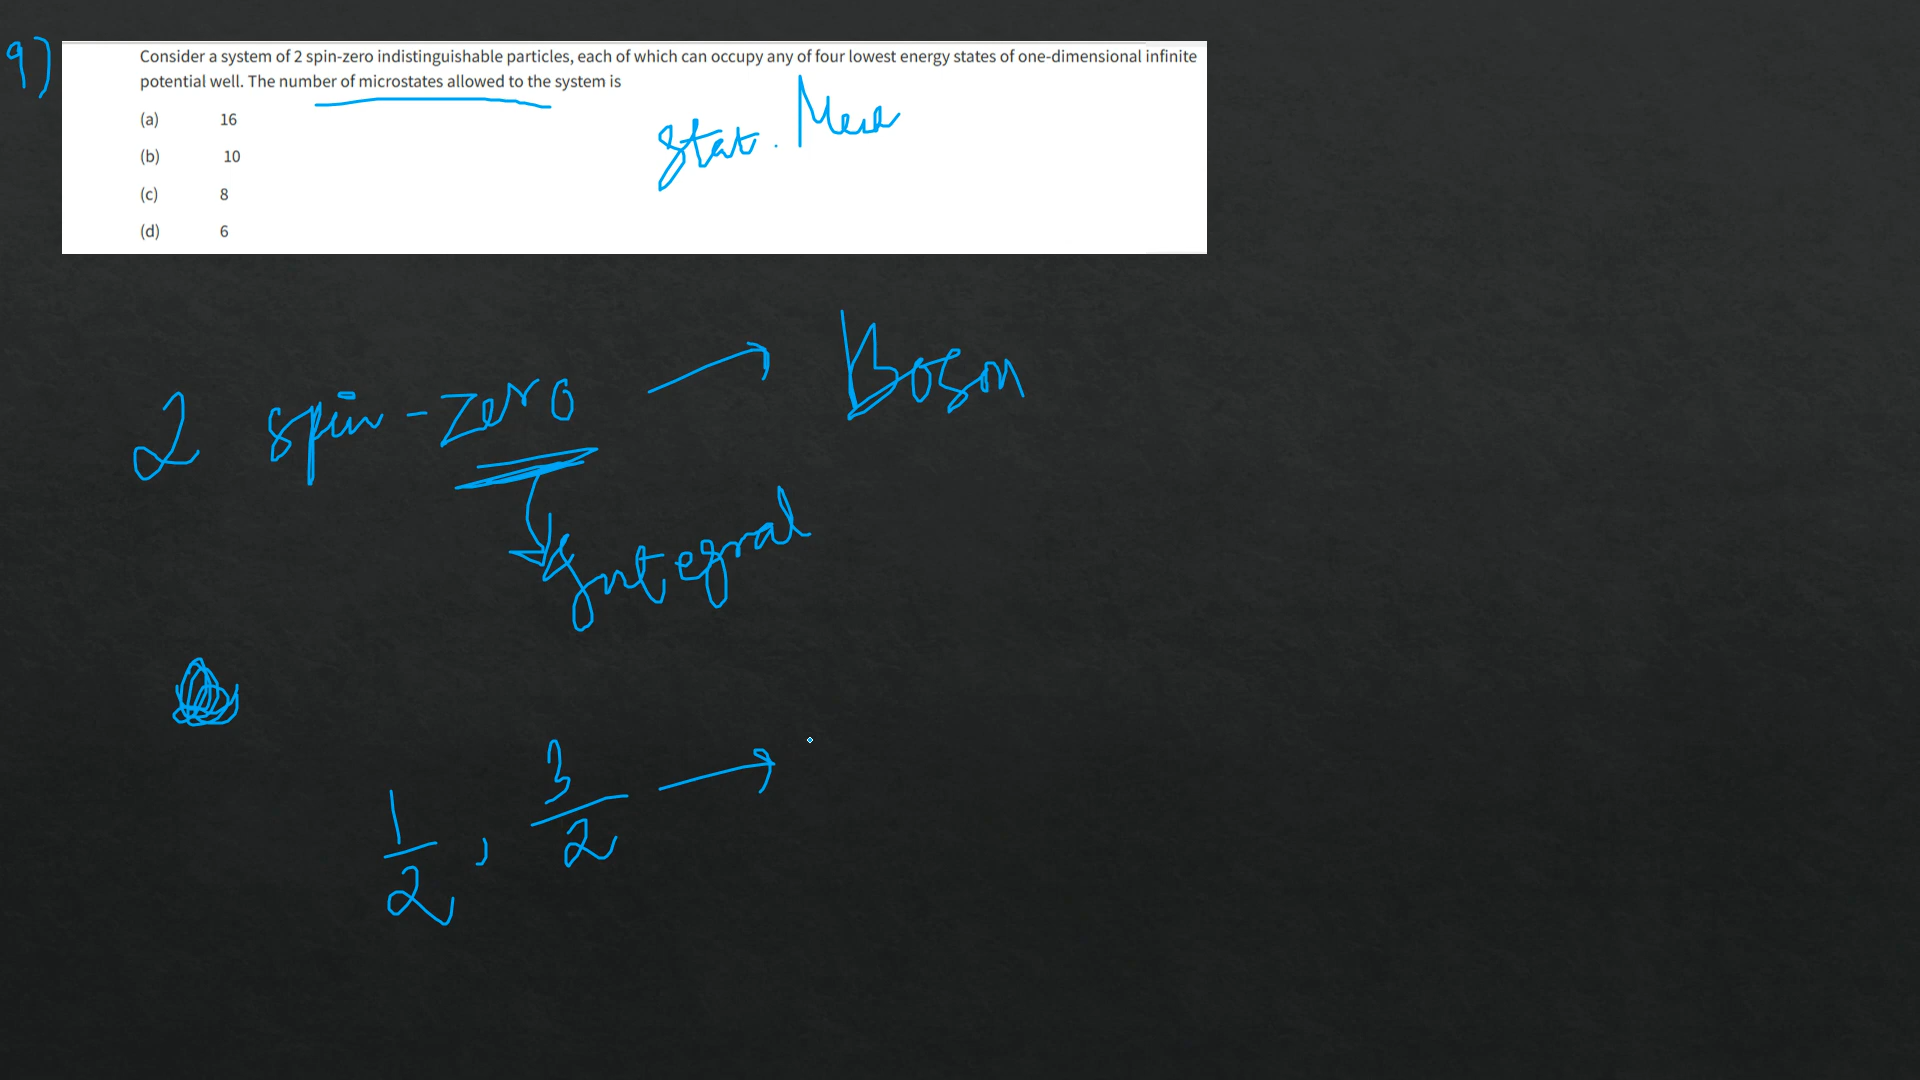 9)
Consider a system of 2 spin-zero indistinguishable particles, each of which can occupy any of four lowest energy states of one-dimensional infinite
potential well. The number of microstates allowed to the system is
(a) 16
(b) 10
(c) 8
(d) 6
Stat.
2 spin-zero → Boson
Integral
1/2, 3/2 →